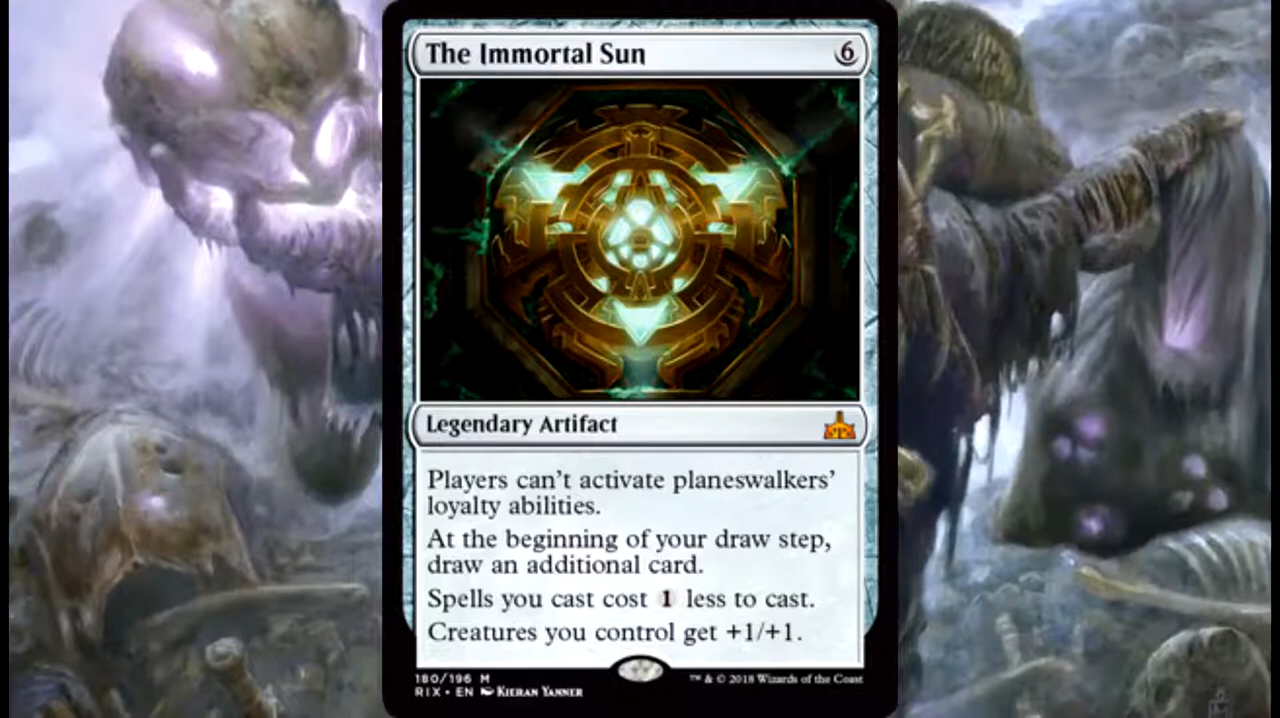 The Immortal Sun 6
Legendary Artifact
Players can't activate planeswalkers'
loyalty abilities.
At the beginning of your draw step,
draw an additional card.
Spells you cast cost 1 less to cast.
Creatures you control get +1/+1.
180/196 M
RIX • EN KIERAN YANNER
™ & © 2018 Wizards of the Coast